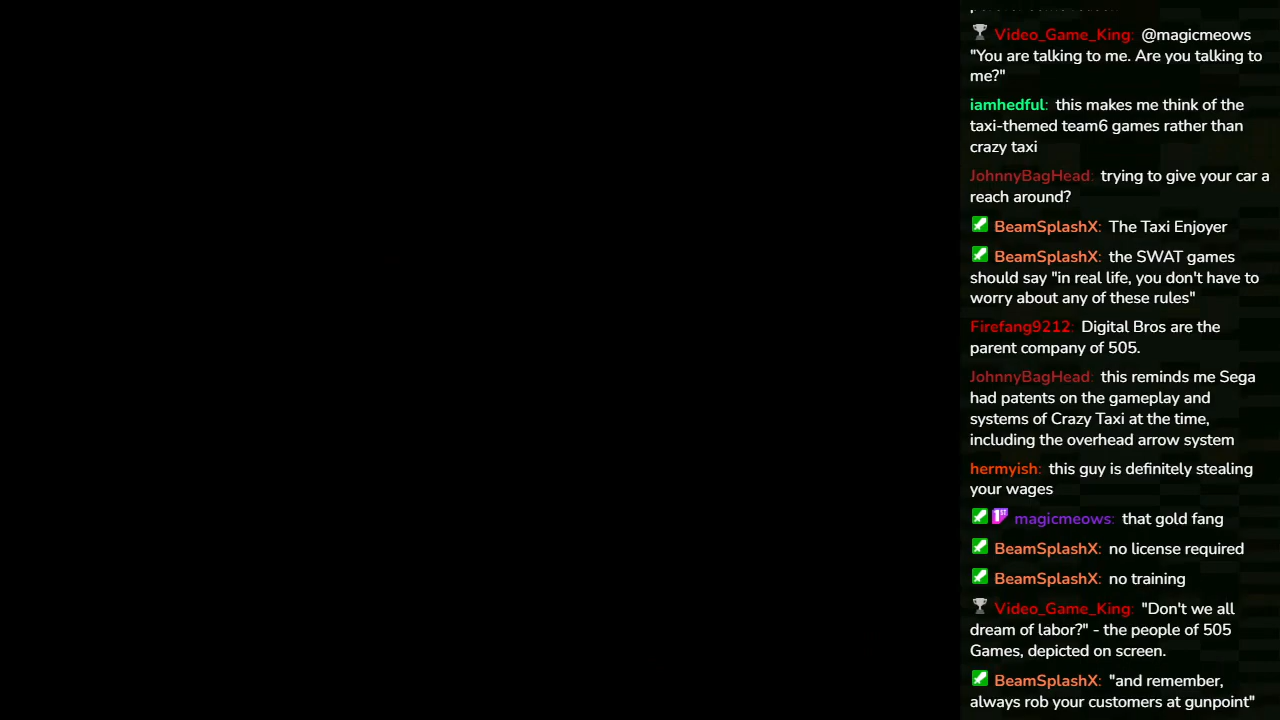 Video_Game_King: @magicmeows
"You are talking to me. Are you talking to
me?"
iamhedful: this makes me think of the
taxi-themed team6 games rather than
crazy taxi
JohnnyBagHead: trying to give your car a
reach around?
BeamSplashX: The Taxi Enjoyer
BeamSplashX: the SWAT games
should say "in real life, you don't have to
worry about any of these rules"
Firefang9212: Digital Bros are the
parent company of 505.
JohnnyBagHead: this reminds me Sega
had patents on the gameplay and
systems of Crazy Taxi at the time,
including the overhead arrow system
hermyish: this guy is definitely stealing
your wages
1ST magicmeows: that gold fang
BeamSplashX: no license required
BeamSplashX: no training
Video_Game_King: "Don't we all
dream of labor?" - the people of 505
Games, depicted on screen.
BeamSplashX: "and remember,
always rob your customers at gunpoint"